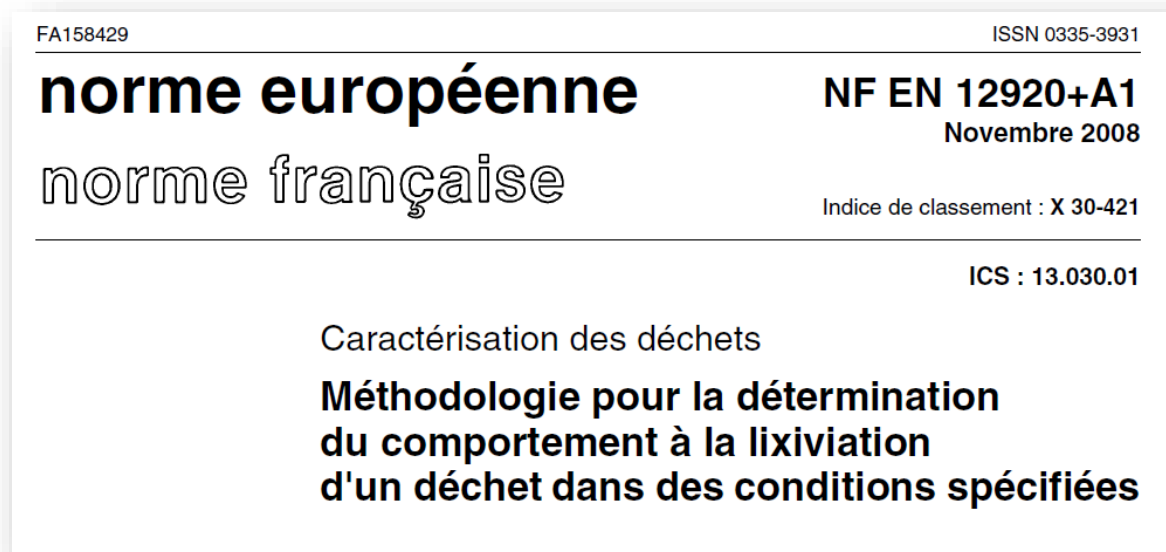 FA158429
ISSN 0335-3931
norme européenne
NF EN 12920+A1
Novembre 2008
norme française
Indice de classement : X 30-421
ICS : 13.030.01
Caractérisation des déchets
Méthodologie pour la détermination
du comportement à la lixiviation
d'un déchet dans des conditions spécifiées